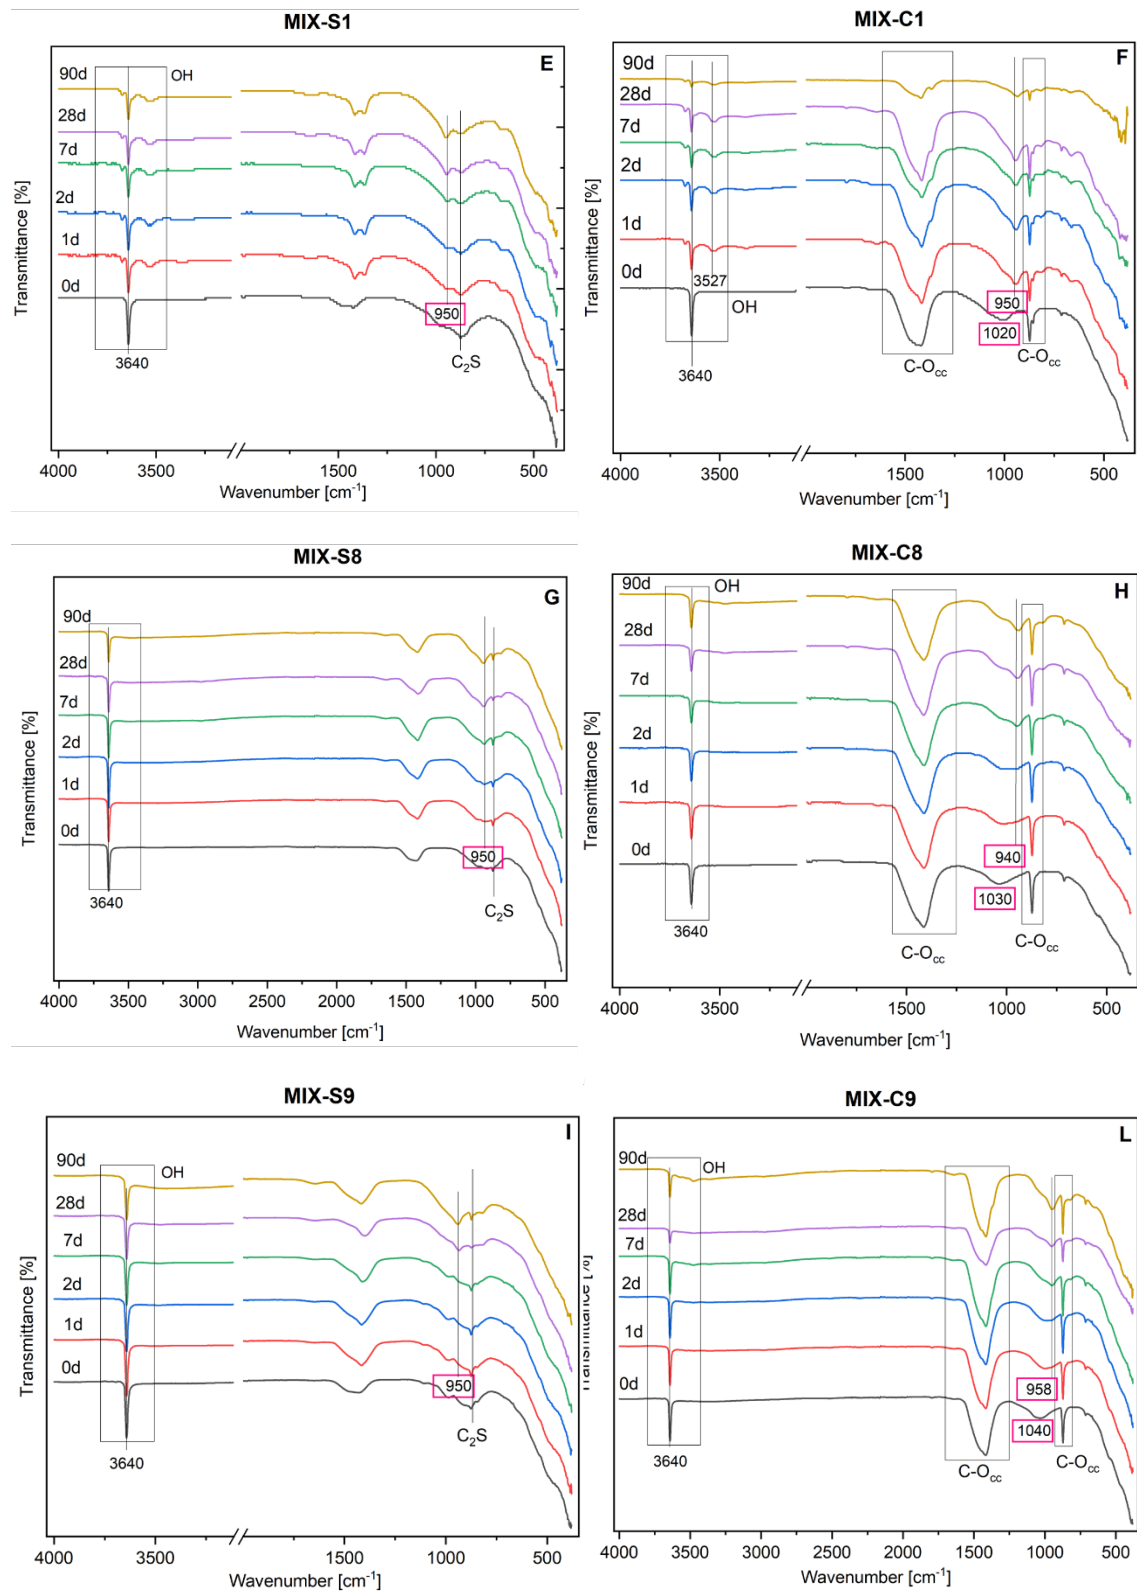 MIX-S1
E
90d
OH
28d
7d
2d
1d
0d
950
C₂S
3640
Transmittance [%]
4000 3500 1500 1000 500
Wavenumber [cm⁻¹]
MIX-C1
F
90d
28d
7d
2d
1d
0d
3527
OH
950
1020
3640
C-Occ
C-Occ
Transmittance [%]
4000 3500 1500 1000 500
Wavenumber [cm⁻¹]
MIX-S8
G
90d
28d
7d
2d
1d
0d
950
3640
C₂S
Transmittance [%]
4000 3500 3000 2500 2000 1500 1000 500
Wavenumber [cm⁻¹]
MIX-C8
H
90d
OH
28d
7d
2d
1d
0d
940
1030
3640
C-Occ
C-Occ
Transmittance [%]
4000 3500 1500 1000 500
Wavenumber [cm⁻¹]
MIX-S9
I
90d
OH
28d
7d
2d
1d
0d
950
C₂S
3640
Transmittance [%]
4000 3500 1500 1000 500
Wavenumber [cm⁻¹]
MIX-C9
L
90d
OH
28d
7d
2d
1d
0d
958
1040
3640
C-Occ
C-Occ
Transmittance [%]
4000 3500 3000 2500 2000 1500 1000 500
Wavenumber [cm⁻¹]